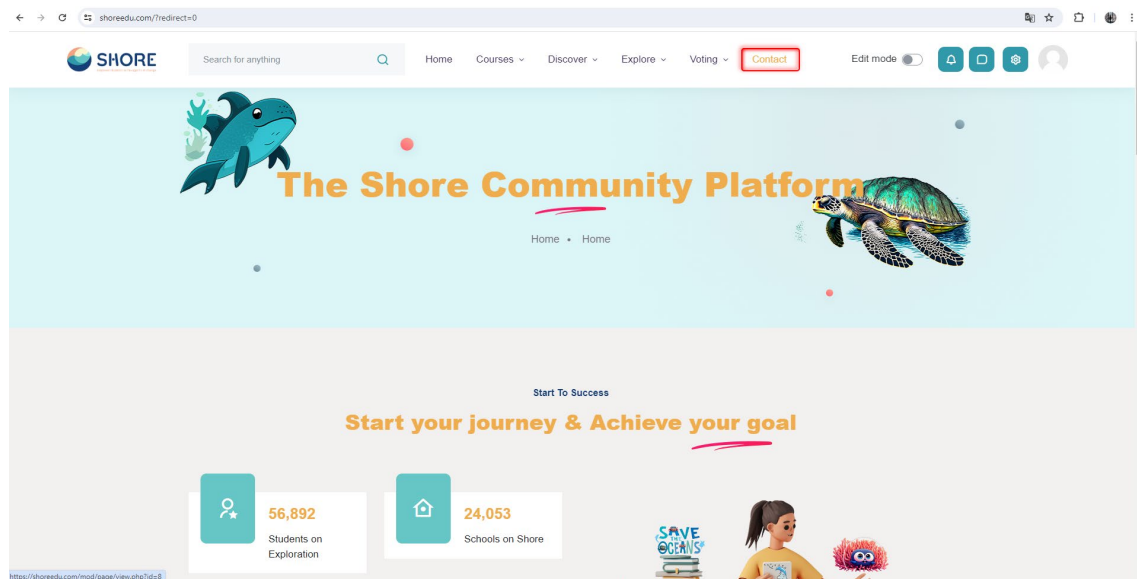 shoreedu.com/?redirect=0
SHORE
Search for anything
Home
Courses
Discover
Explore
Voting
Contact
Edit mode
The Shore Community Platform
Home • Home
Start To Success
Start your journey & Achieve your goal
56,892
Students on
Exploration
24,053
Schools on Shore
SAVE
THE
OCEANS
https://shoreedu.com/mod/page/view.php?id=8